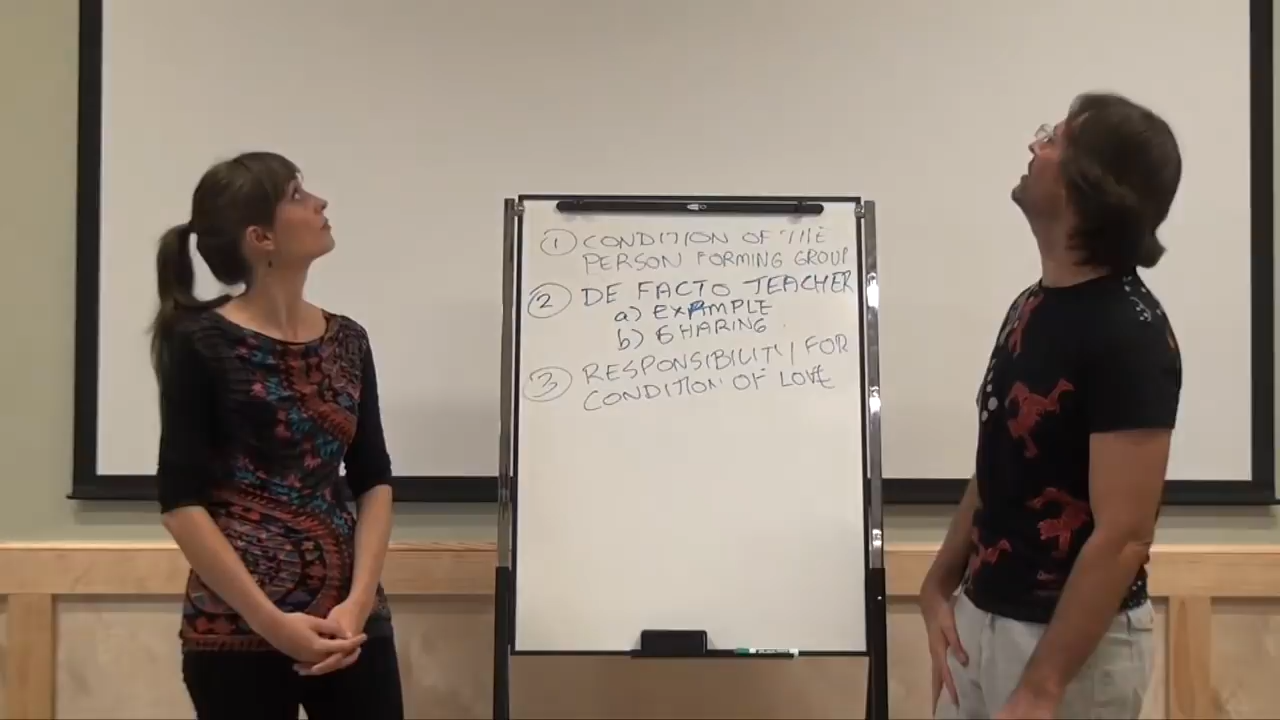 ① CONDITION OF THE
PERSON FORMING GROUP
② DE FACTO TEACHER
a) EXAMPLE
b) SHARING
③ RESPONSIBILITY FOR
CONDITION OF LOVE